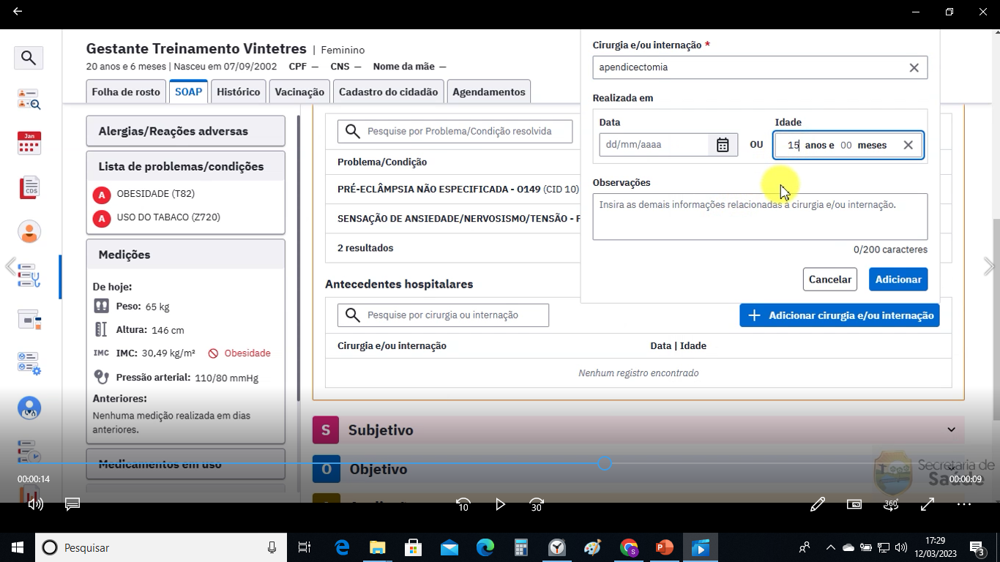 Gestante Treinamento Vintetres | Feminino
20 anos e 6 meses | Nasceu em 07/09/2002 CPF — CNS — Nome da mãe —
Folha de rosto SOAP Histórico Vacinação Cadastro do cidadão Agendamentos
Jan
CDS
Alergias/Reações adversas
Lista de problemas/condições
A OBESIDADE (T82)
A USO DO TABACO (Z720)
Medições
De hoje:
Peso: 65 kg
Altura: 146 cm
IMC IMC: 30,49 kg/m² Obesidade
Pressão arterial: 110/80 mmHg
Anteriores:
Nenhuma medição realizada em dias
anteriores.
Medicamentos em uso
Pesquise por Problema/Condição resolvida
Problema/Condição
PRÉ-ECLÂMPSIA NÃO ESPECIFICADA - O149 (CID 10)
SENSAÇÃO DE ANSIEDADE/NERVOSISMO/TENSÃO - F
2 resultados
Antecedentes hospitalares
Pesquise por cirurgia ou internação
Adicionar cirurgia e/ou internação
Cirurgia e/ou internação Data | Idade
Nenhum registro encontrado
Cirurgia e/ou internação *
apendicectomia
Realizada em
Data Idade
dd/mm/aaaa OU 15 anos e 00 meses
Observações
Insira as demais informações relacionadas a cirurgia e/ou internação.
0/200 caracteres
Cancelar Adicionar
S Subjetivo
O Objetivo
Secretaria de
Saúde
00:00:14 00:00:09
10 30 360°
Pesquisar
17:29
12/03/2023
3